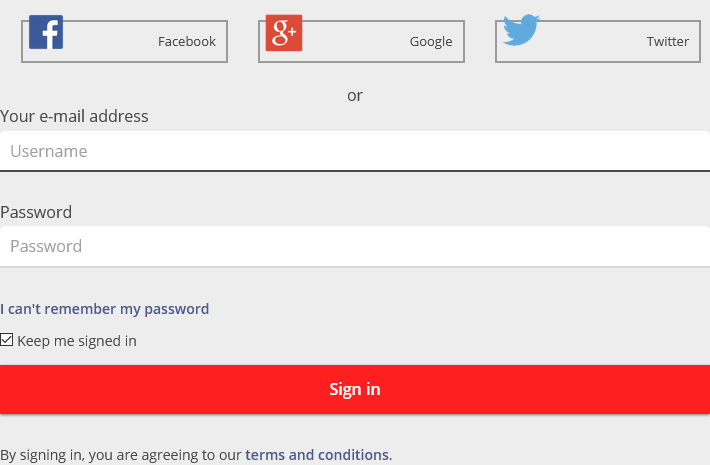 Facebook Google Twitter
or
Your e-mail address
Username
Password
Password
I can't remember my password
Keep me signed in
Sign in
By signing in, you are agreeing to our terms and conditions.